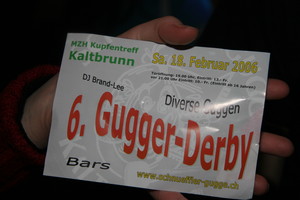 MZH Kupfentreff
Kaltbrunn
Sa. 18. Februar 2006
DJ Brand-Lee
Diverse Guggen
6. Gugger-Derby
Bars
www.schnueffler-gugge.ch